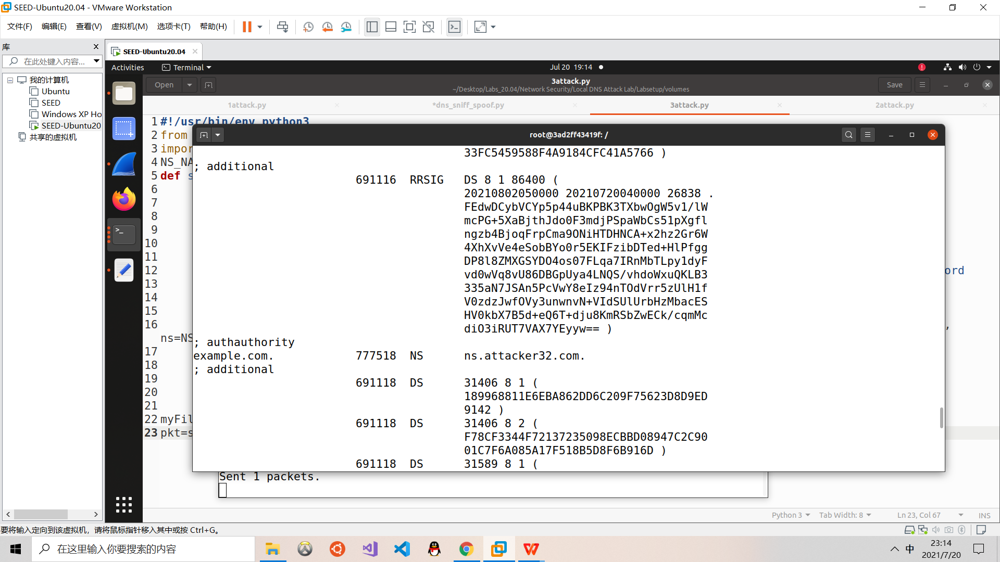 SEED-Ubuntu20.04 - VMware Workstation
文件(F) 编辑(E) 查看(V) 虚拟机(M) 选项卡(T) 帮助(H)
库
在此处键入内容...
我的计算机
Ubuntu
SEED
Windows XP Ho
SEED-Ubuntu20
共享的虚拟机
SEED-Ubuntu20.04
Activities Terminal Jul 20 19:14
Open
3attack.py
~/Desktop/Labs_20.04/Network Security/Local DNS Attack Lab/Labsetup/volumes
Save
1attack.py *dns_sniff_spoof.py 3attack.py 2attack.py
1 #!/usr/bin/env python3
2 from
3 impor
4 NS_NA
5 def s
6
7
8
9
10
11
12 ord
13
14
15
16 ,
ns=NS
17
18
19
20
21
22 myFil
23 pkt=s
root@3ad2ff43419f: /
33FC5459588F4A9184CFC41A5766 )
; additional
691116 RRSIG DS 8 1 86400 (
20210802050000 20210720040000 26838 .
FEdwDCybVCYp5p44uBKPBK3TXbwOgW5v1/lW
mcPG+5XaBjthJdo0F3mdjPSpaWbCs51pXgfl
ngzb4BjoqFrpCma9ONiHTDHNCA+x2hz2Gr6W
4XhXvVe4eSobBYo0r5EKIFzibDTed+HlPfgg
DP8l8ZMXGSYDO4os07FLqa7IRnMbTLpy1dyF
vd0wVq8vU86DBGpUya4LNQS/vhdoWxuQKLB3
335aN7JSAn5PcVwY8eIz94nTOdVrr5zUlH1f
V0zdzJwfOVy3unwnvN+VIdSUlUrbHzMbacES
HV0kbX7B5d+eQ6T+dju8KmRSbZwECk/cqmMc
diO3iRUT7VAX7YEyyw== )
; authauthority
example.com. 777518 NS ns.attacker32.com.
; additional
691118 DS 31406 8 1 (
189968811E6EBA862DD6C209F75623D8D9ED
9142 )
691118 DS 31406 8 2 (
F78CF3344F72137235098ECBBD08947C2C90
01C7F6A085A17F518B5D8F6B916D )
691118 DS 31589 8 1 (
Sent 1 packets.
Python 3 Tab Width: 8 Ln 23, Col 67 INS
要将输入定向到该虚拟机，请将鼠标指针移入其中或按 Ctrl+G。
在这里输入你要搜索的内容
中
23:14
2021/7/20